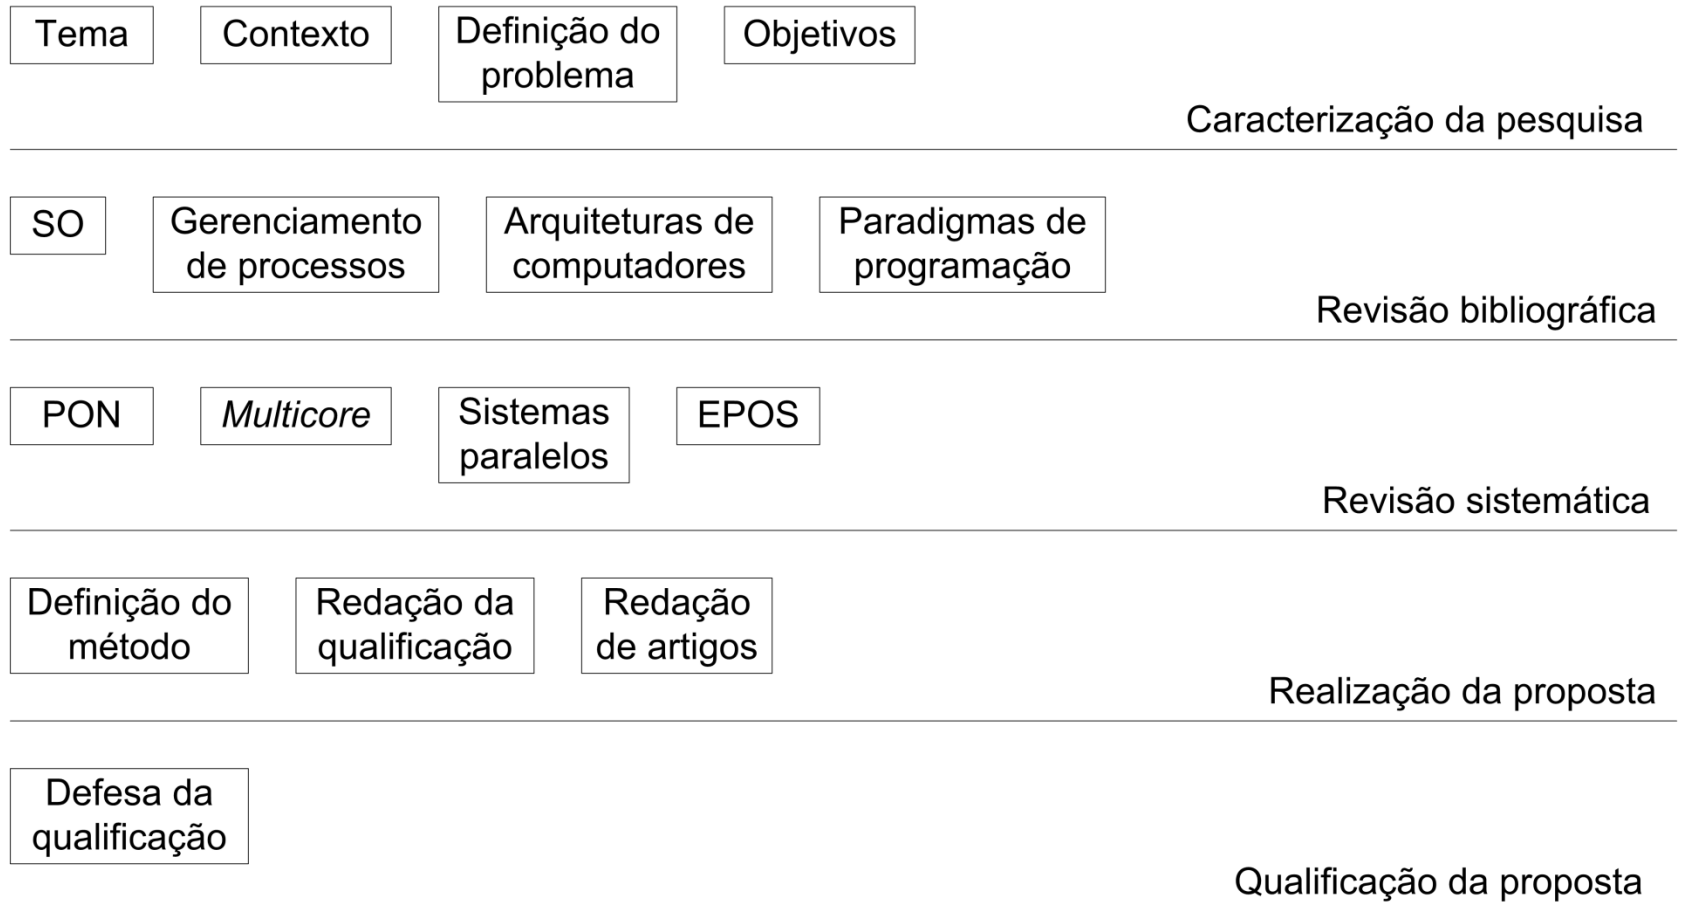 Tema
Contexto
Definição do
problema
Objetivos
Caracterização da pesquisa
SO
Gerenciamento
de processos
Arquiteturas de
computadores
Paradigmas de
programação
Revisão bibliográfica
PON
Multicore
Sistemas
paralelos
EPOS
Revisão sistemática
Definição do
método
Redação da
qualificação
Redação
de artigos
Realização da proposta
Defesa da
qualificação
Qualificação da proposta